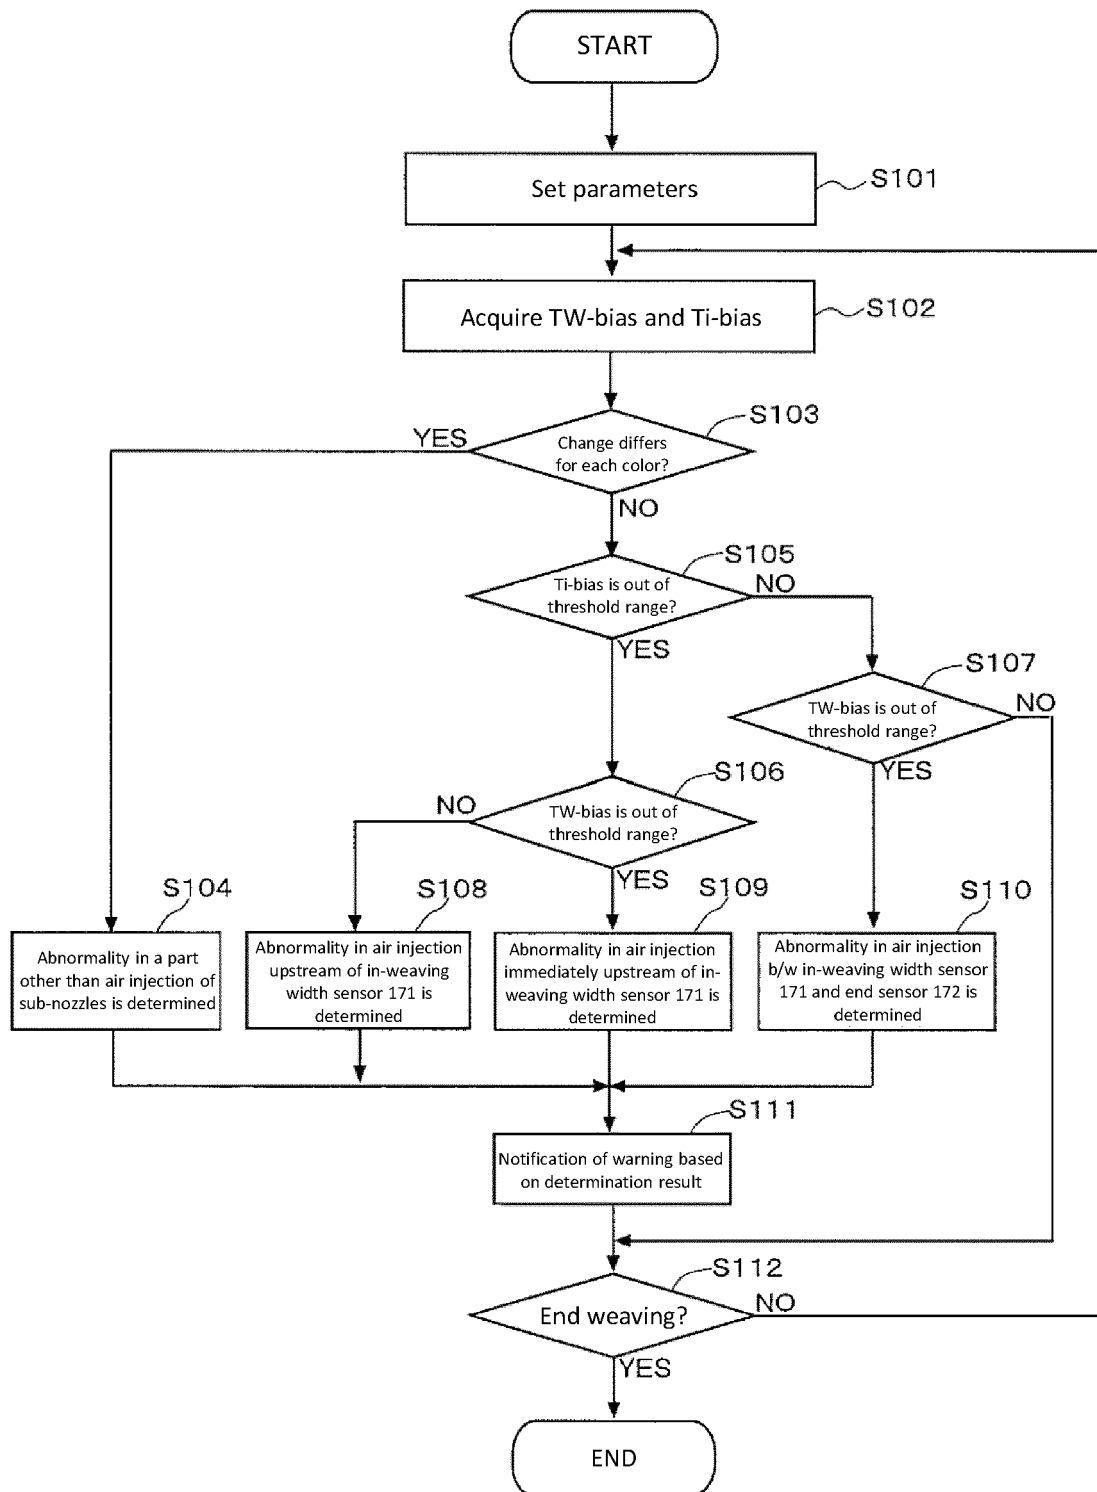 START
Set parameters
S101
Acquire TW-bias and Ti-bias
S102
S103
YES
Change differs
for each color?
NO
S105
Ti-bias is out of
threshold range?
NO
YES
S107
TW-bias is out of
threshold range?
NO
YES
S106
NO
TW-bias is out of
threshold range?
YES
S104
Abnormality in a part
other than air injection of
sub-nozzles is determined
S108
Abnormality in air injection
upstream of in-weaving
width sensor 171 is
determined
S109
Abnormality in air injection
immediately upstream of in-
weaving width sensor 171 is
determined
S110
Abnormality in air injection
b/w in-weaving width sensor
171 and end sensor 172 is
determined
S111
Notification of warning based
on determination result
S112
End weaving?
NO
YES
END